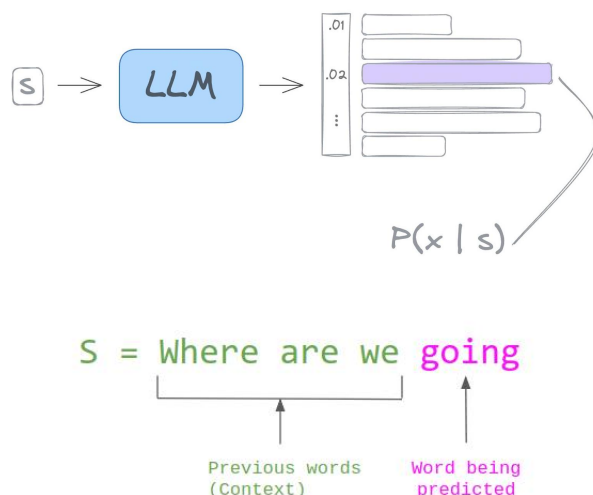 .01
S
LLM
.02
⋮
P(x | s)
S = Where are we going
Previous words
(Context)
Word being
predicted